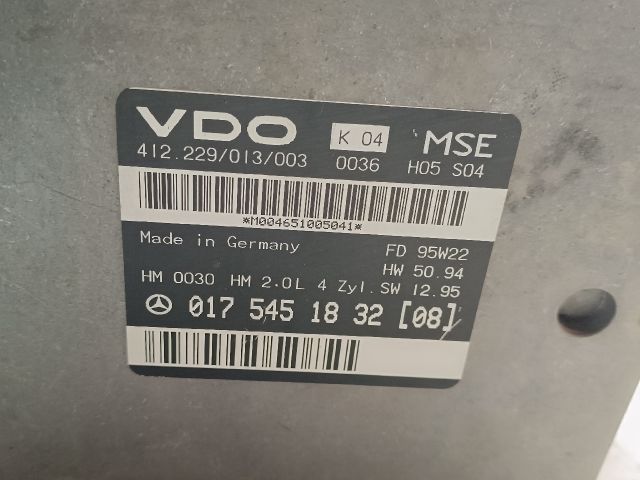 VDO K 04 MSE
412.229/013/003 0036 H05 S04
*M004651005041*
Made in Germany FD 95W22
HW 50.94
HM 0030 HM 2.0L 4 Zyl. SW 12.95
017 545 18 32 [08]